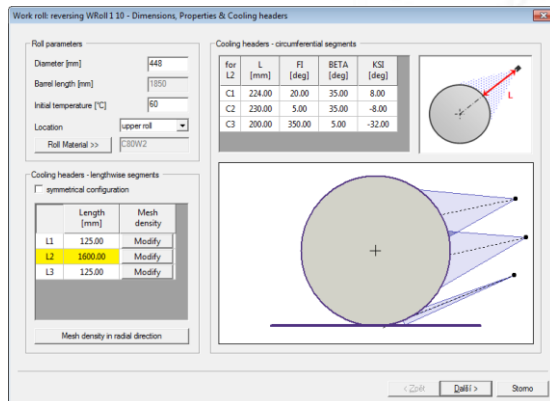 Work roll: reversing WRoll 1 10 - Dimensions, Properties & Cooling headers
Roll parameters
Diameter [mm] 448
Barrel length [mm] 1850
Initial temperature [°C] 60
Location upper roll
Roll Material >> C80W2
Cooling headers - lengthwise segments
symmetrical configuration
Length [mm] Mesh density
L1 125.00 Modify
L2 1600.00 Modify
L3 125.00 Modify
Mesh density in radial direction
Cooling headers - circumferential segments
for L2 L [mm] FI [deg] BETA [deg] KSI [deg]
C1 224.00 20.00 35.00 8.00
C2 230.00 5.00 35.00 -8.00
C3 200.00 350.00 5.00 -32.00
L
< Zpět Další > Storno